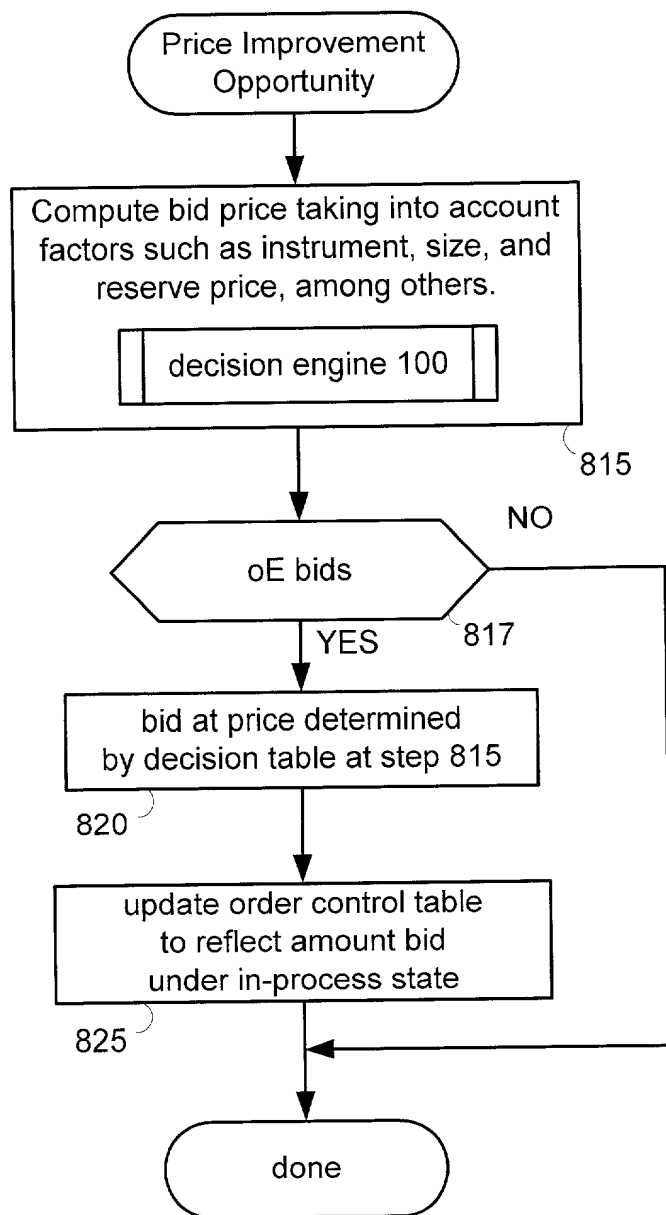 Price Improvement
Opportunity
Compute bid price taking into account
factors such as instrument, size, and
reserve price, among others.
decision engine 100
815
NO
oE bids
817
YES
bid at price determined
by decision table at step 815
820
update order control table
to reflect amount bid
under in-process state
825
done